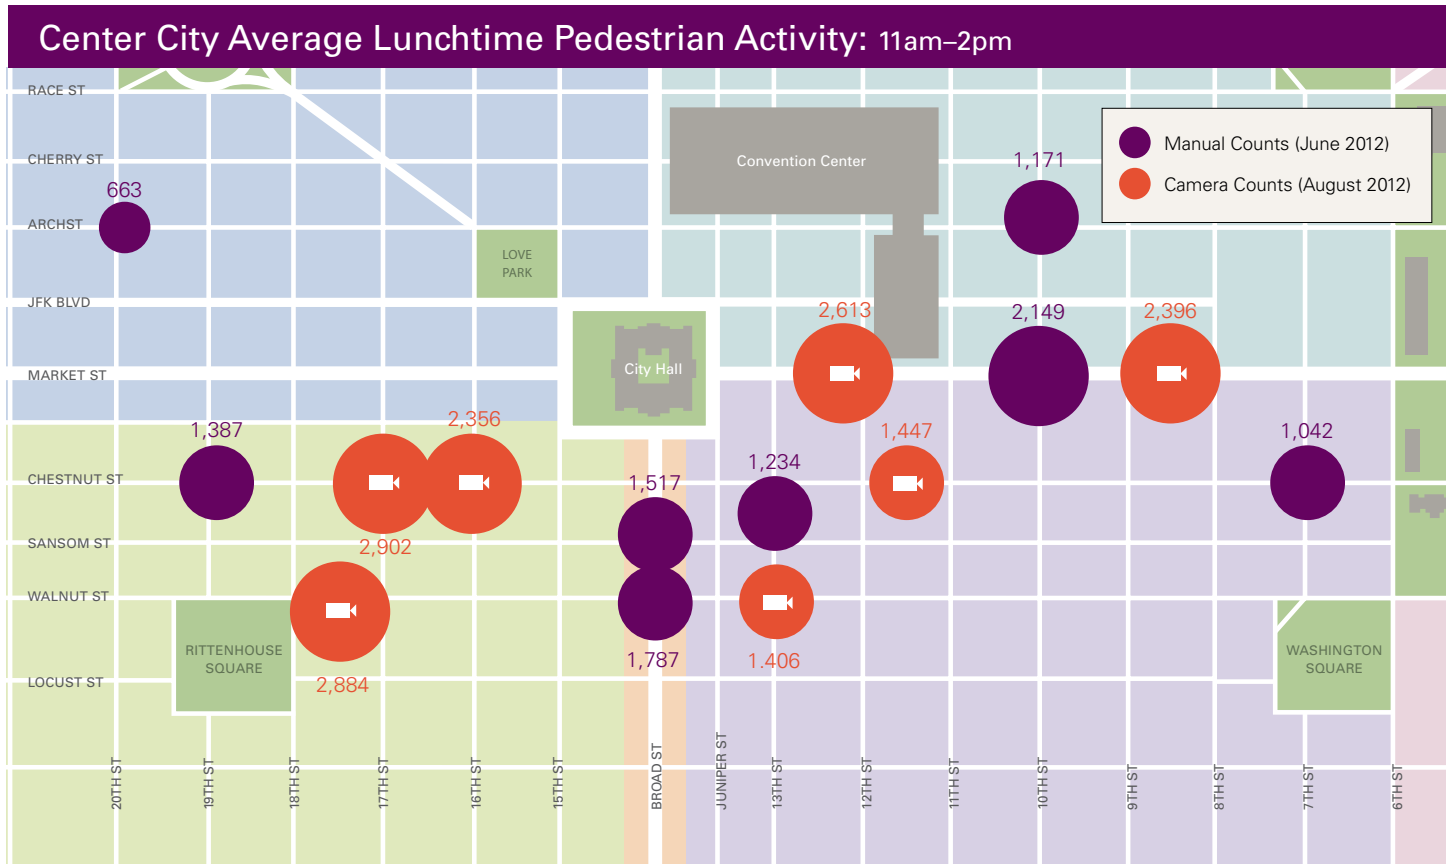 Center City Average Lunchtime Pedestrian Activity: 11am–2pm
RACE ST
Manual Counts (June 2012)
Camera Counts (August 2012)
CHERRY ST
Convention Center
1,171
663
ARCHST
LOVE
PARK
JFK BLVD
2,613
2,149
2,396
MARKET ST
City Hall
1,387
2,356
1,447
1,042
CHESTNUT ST
1,517
1,234
SANSOM ST
2,902
WALNUT ST
RITTENHOUSE
SQUARE
1,787
1.406
WASHINGTON
SQUARE
LOCUST ST
2,884
20TH ST
19TH ST
18TH ST
17TH ST
16TH ST
15TH ST
BROAD ST
JUNIPER ST
13TH ST
12TH ST
11TH ST
10TH ST
9TH ST
8TH ST
7TH ST
6TH ST